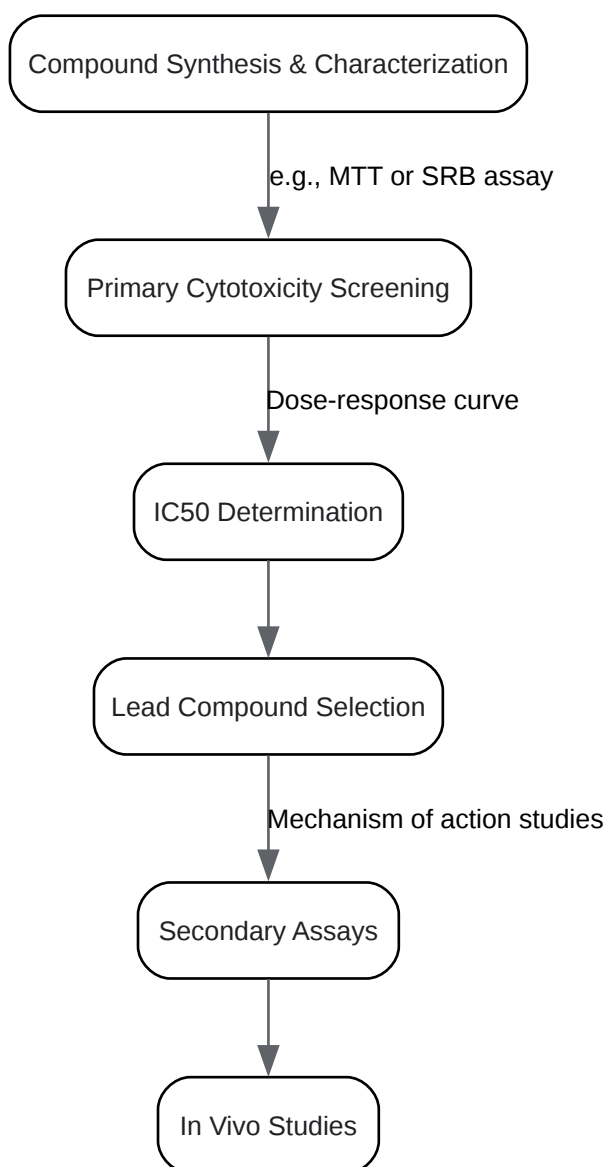 Compound Synthesis & Characterization
e.g., MTT or SRB assay
Primary Cytotoxicity Screening
Dose-response curve
IC50 Determination
Lead Compound Selection
Mechanism of action studies
Secondary Assays
In Vivo Studies